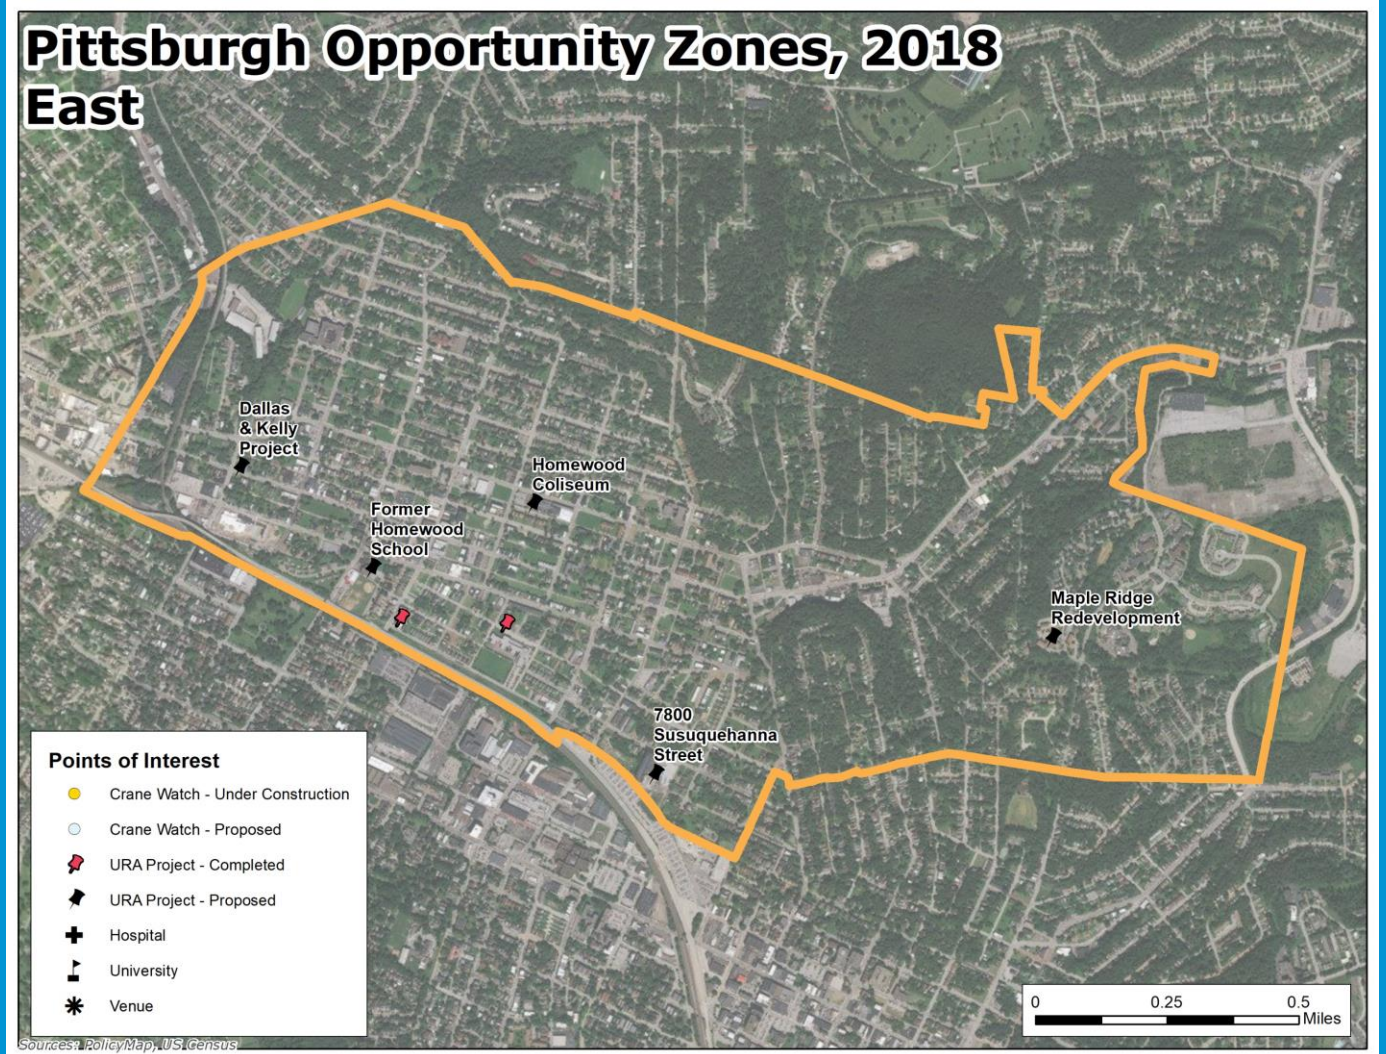 Pittsburgh Opportunity Zones, 2018
East
Dallas
& Kelly
Project
Homewood
Coliseum
Former
Homewood
School
Maple Ridge
Redevelopment
7800
Susuquehanna
Street
Points of Interest
Crane Watch - Under Construction
Crane Watch - Proposed
URA Project - Completed
URA Project - Proposed
Hospital
University
Venue
0 0.25 0.5
Miles
Sources: PolicyMap, US Census